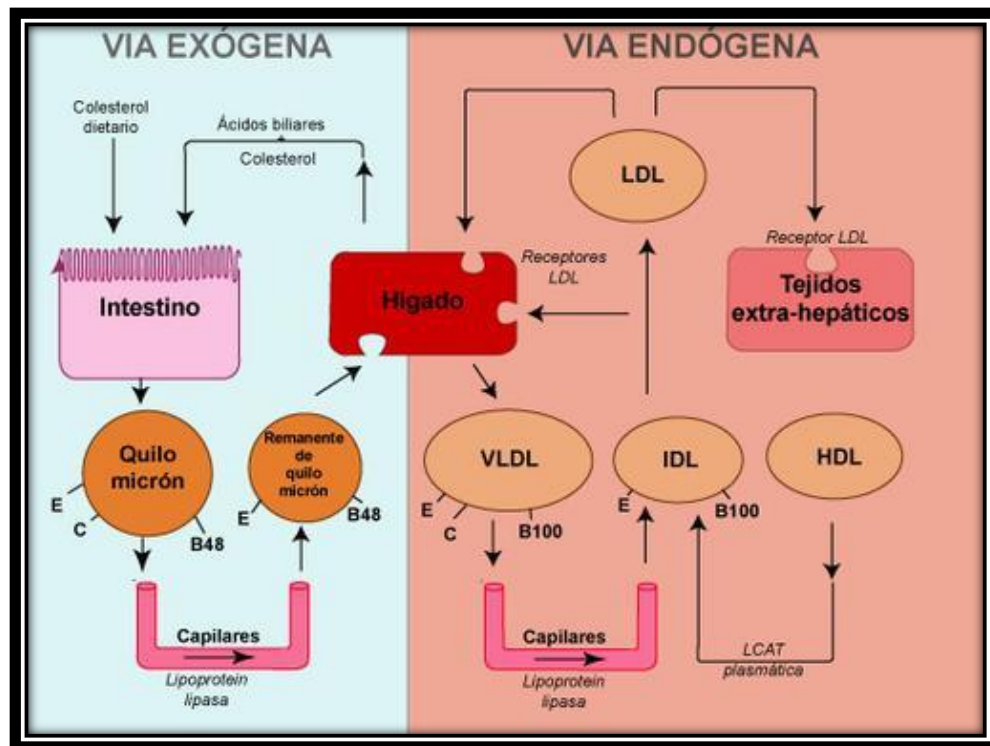 VIA EXÓGENA
Colesterol
dietario
Ácidos biliares
Colesterol
Intestino
Quilo
micrón
E
C
B48
Remanente
de
quilo
micrón
E
B48
Capilares
Lipoprotein
lipasa
VIA ENDÓGENA
LDL
Higado
Receptores
LDL
Receptor LDL
Tejidos
extra-hepáticos
VLDL
E
C
B100
IDL
E
B100
HDL
Capilares
Lipoprotein
lipasa
LCAT
plasmática